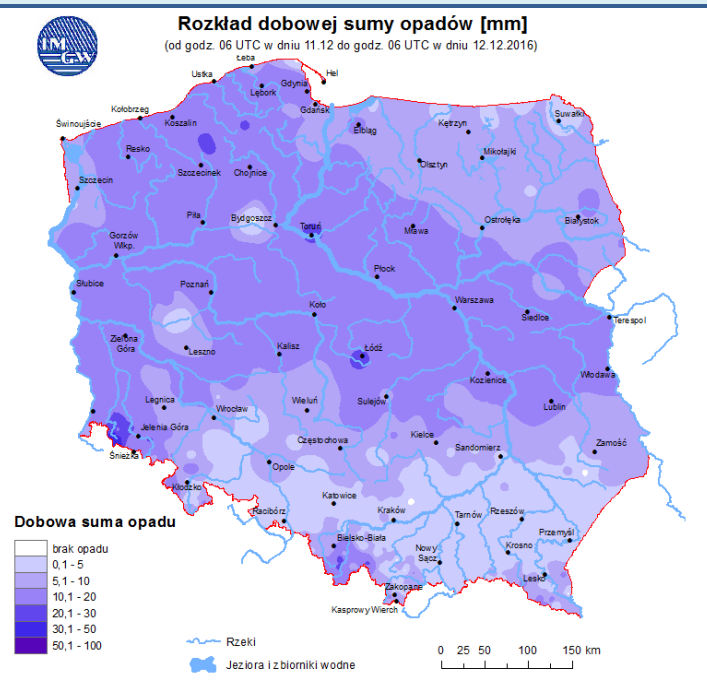 Rozkład dobowej sumy opadów [mm]
(od godz. 06 UTC w dniu 11.12 do godz. 06 UTC w dniu 12.12.2016)
IM
GW
Łeba
Hel
Ustka
Lębork
Gdynia
Gdańsk
Kołobrzeg
Koszalin
Świnoujście
Elbląg
Kętrzyn
Suwałki
Resko
Szczecinek
Chojnice
Olsztyn
Mikołajki
Szczecin
Piła
Bydgoszcz
Toruń
Mława
Ostrołęka
Białystok
Gorzów
Wlkp.
Płock
Słubice
Poznań
Koło
Warszawa
Siedlce
Terespol
Zielona
Góra
Leszno
Kalisz
Łódź
Kozienice
Włodawa
Legnica
Wrocław
Wieluń
Sulejów
Lublin
Jelenia Góra
Częstochowa
Kielce
Sandomierz
Zamość
Śnieżka
Opole
Kłodzko
Katowice
Racibórz
Kraków
Tarnów
Rzeszów
Przemyśl
Bielsko-Biała
Nowy
Sącz
Krosno
Lesko
Zakopane
Kasprowy Wierch
Dobowa suma opadu
brak opadu
0,1 - 5
5,1 - 10
10,1 - 20
20,1 - 30
30,1 - 50
50,1 - 100
Rzeki
Jeziora i zbiorniki wodne
0 25 50 100 150 km